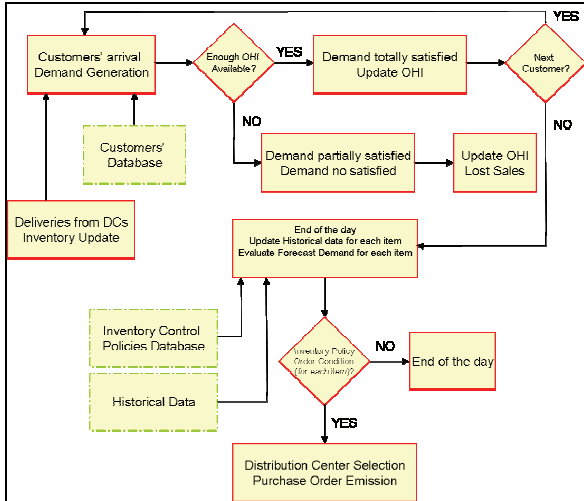 YES
Customers' arrival
Demand Generation
Enough OHI
Available?
YES
Demand totally satisfied
Update OHI
Next
Customer?
NO
NO
Customers'
Database
Demand partially satisfied
Demand no satisfied
Update OHI
Lost Sales
Deliveries from DCs
Inventory Update
End of the day
Update Historical data for each item
Evaluate Forecast Demand for each item
Inventory Control
Policies Database
Inventory Policy
Order Condition
(for each item)?
NO
End of the day
Historical Data
YES
Distribution Center Selection
Purchase Order Emission